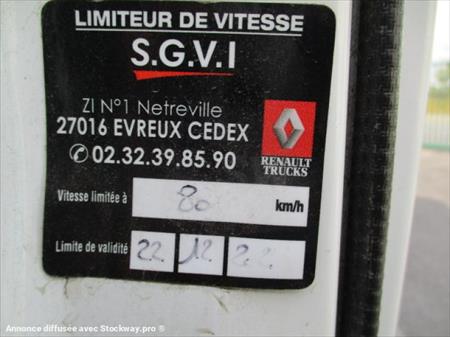 LIMITEUR DE VITESSE
S.G.V.I
ZI N°1 Netreville
27016 EVREUX CEDEX
✆ 02.32.39.85.90
RENAULT
TRUCKS
Vitesse limitée à 80 km/h
Limite de validité 22 12 22
Annonce diffusée avec Stockway.pro ®